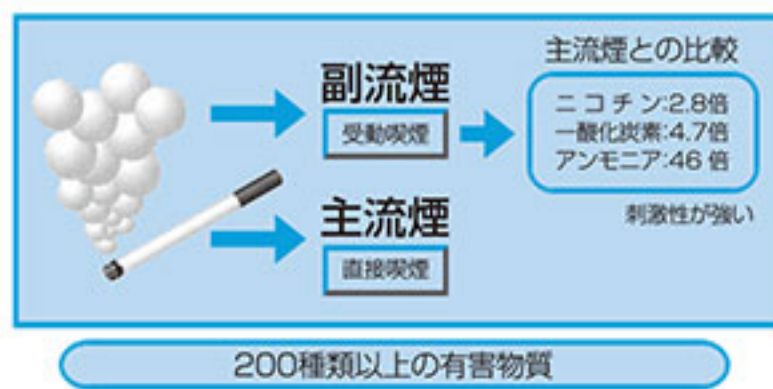 副流煙
受動喫煙
主流煙
直接喫煙
主流煙との比較
ニコチン:2.8倍
一酸化炭素:4.7倍
アンモニア:46倍
刺激性が強い
200種類以上の有害物質